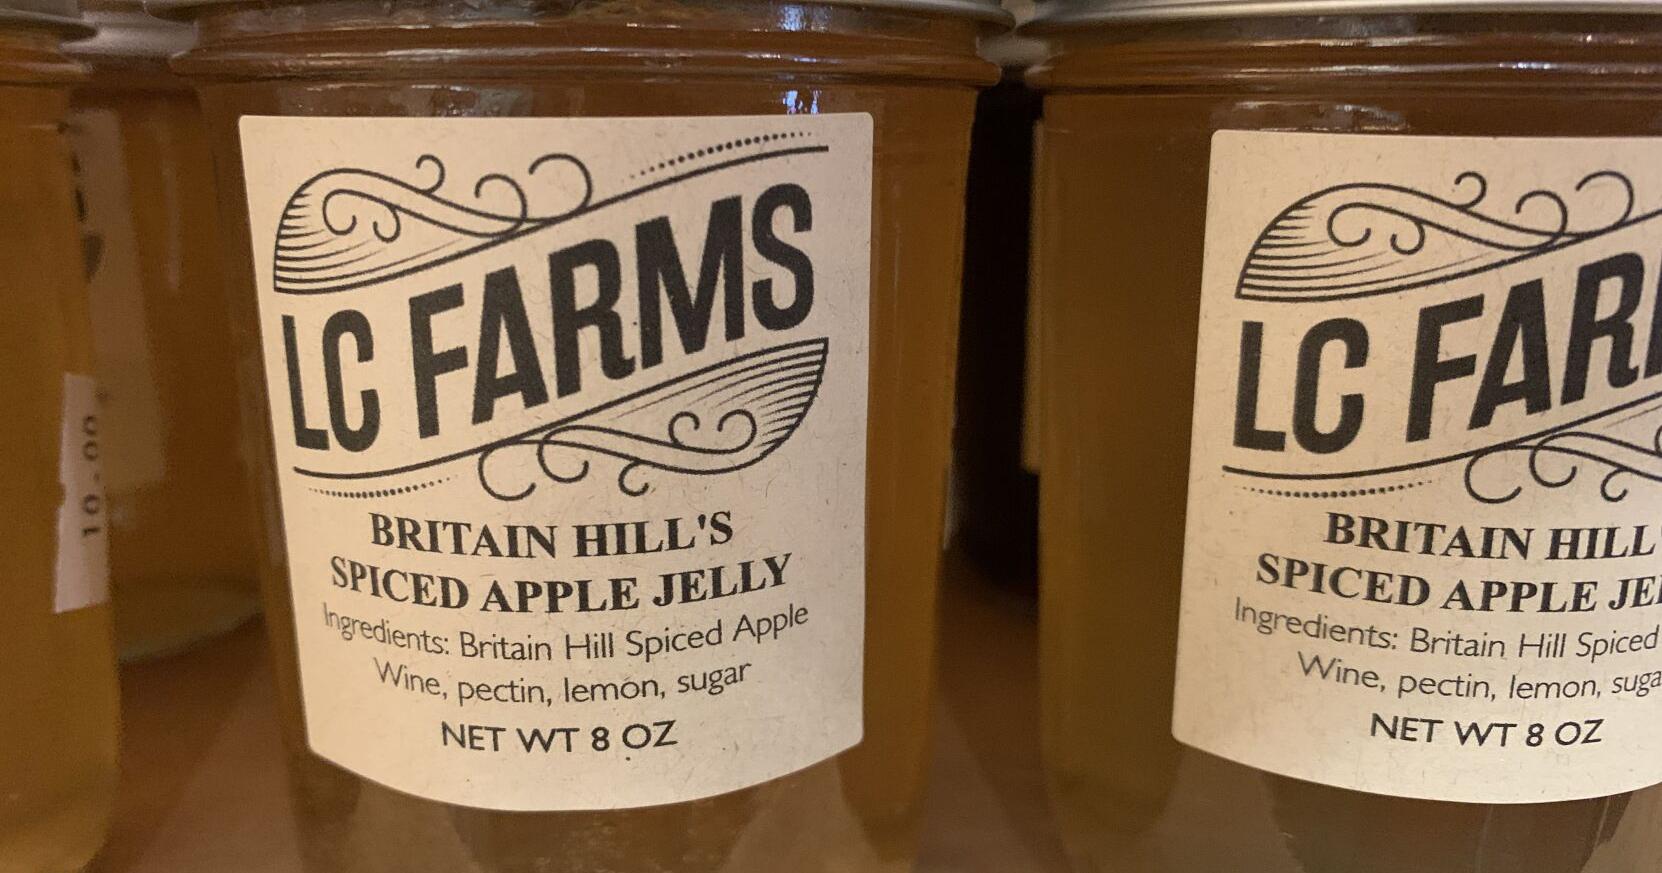 10.00
LC FARMS
BRITAIN HILL'S
SPICED APPLE JELLY
Ingredients: Britain Hill Spiced Apple
Wine, pectin, lemon, sugar
NET WT 8 OZ
LC FAR
BRITAIN HILL'
SPICED APPLE JE
Ingredients: Britain Hill Spiced
Wine, pectin, lemon, suga
NET WT 8 OZ